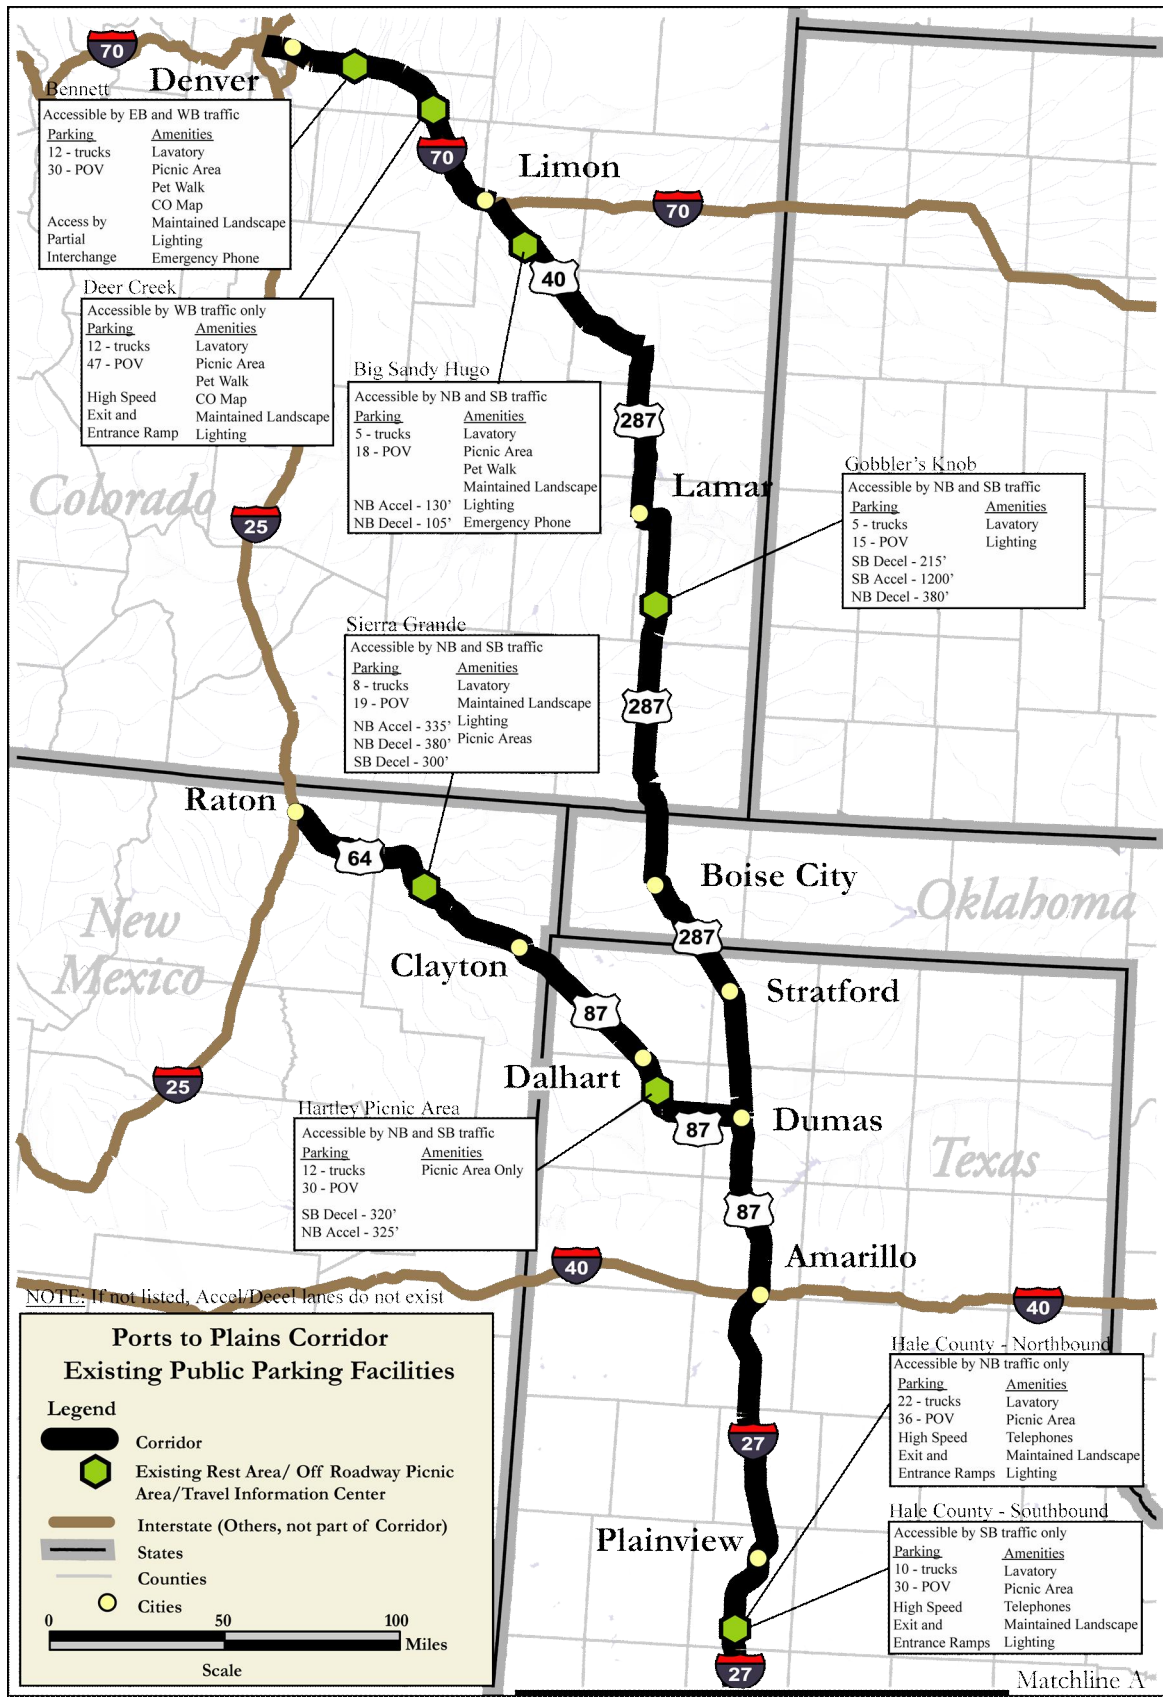 70
Denver
Bennett
Accessible by EB and WB traffic
Parking Amenities
12 - trucks Lavatory
30 - POV Picnic Area
Pet Walk
CO Map
Access by Maintained Landscape
Partial Lighting
Interchange Emergency Phone
70
Limon
70
40
Deer Creek
Accessible by WB traffic only
Parking Amenities
12 - trucks Lavatory
47 - POV Picnic Area
Pet Walk
High Speed CO Map
Exit and Maintained Landscape
Entrance Ramp Lighting
Big Sandy Hugo
Accessible by NB and SB traffic
Parking Amenities
5 - trucks Lavatory
18 - POV Picnic Area
Pet Walk
Maintained Landscape
NB Accel - 130' Lighting
NB Decel - 105' Emergency Phone
287
Colorado
25
Lamar
Gobbler's Knob
Accessible by NB and SB traffic
Parking Amenities
5 - trucks Lavatory
15 - POV Lighting
SB Decel - 215'
SB Accel - 1200'
NB Decel - 380'
Sierra Grande
Accessible by NB and SB traffic
Parking Amenities
8 - trucks Lavatory
19 - POV Maintained Landscape
NB Accel - 335' Lighting
NB Decel - 380' Picnic Areas
SB Decel - 300'
287
Raton
64
Boise City
Oklahoma
New
Mexico
287
Clayton
Stratford
87
Dalhart
25
Dumas
87
Hartley Picnic Area
Accessible by NB and SB traffic
Parking Amenities
12 - trucks Picnic Area Only
30 - POV
SB Decel - 320'
NB Accel - 325'
Texas
87
Amarillo
40
40
NOTE: If not listed, Accel/Decel lanes do not exist
Ports to Plains Corridor
Existing Public Parking Facilities
Legend
Corridor
Existing Rest Area/ Off Roadway Picnic
Area/Travel Information Center
Interstate (Others, not part of Corridor)
States
Counties
Cities
0 50 100
Miles
Scale
Hale County - Northbound
Accessible by NB traffic only
Parking Amenities
22 - trucks Lavatory
36 - POV Picnic Area
High Speed Telephones
Exit and Maintained Landscape
Entrance Ramps Lighting
27
Plainview
Hale County - Southbound
Accessible by SB traffic only
Parking Amenities
10 - trucks Lavatory
30 - POV Picnic Area
High Speed Telephones
Exit and Maintained Landscape
Entrance Ramps Lighting
27
Matchline A